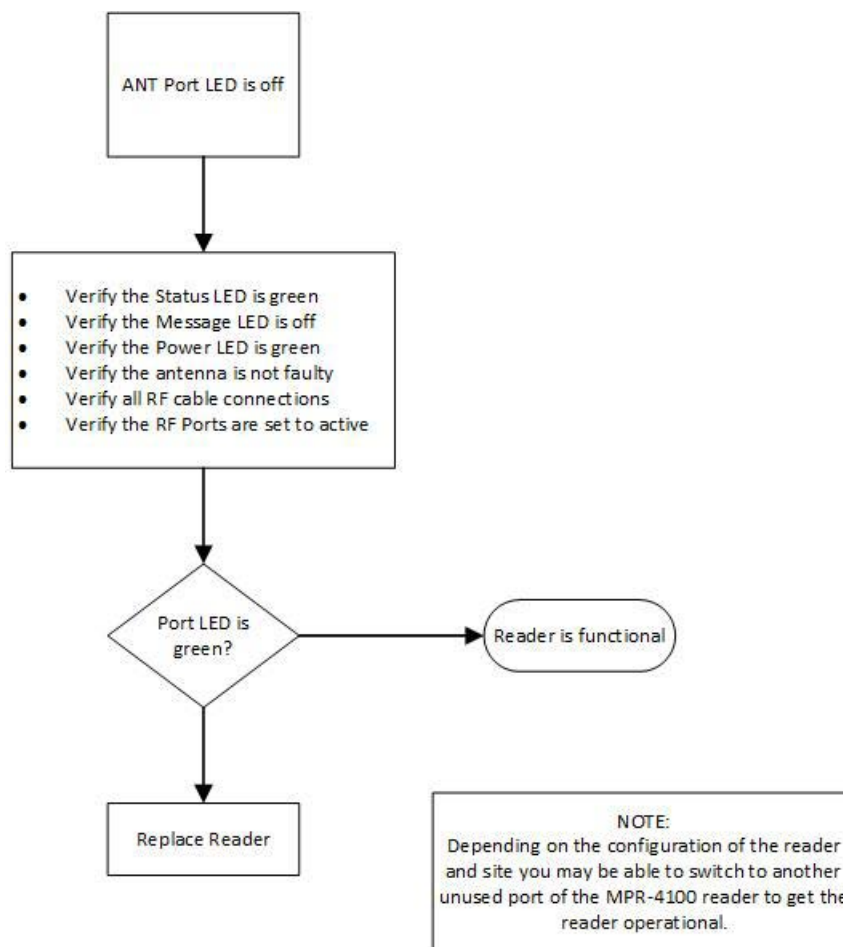 ANT Port LED is off
• Verify the Status LED is green
• Verify the Message LED is off
• Verify the Power LED is green
• Verify the antenna is not faulty
• Verify all RF cable connections
• Verify the RF Ports are set to active
Port LED is
green?
Reader is functional
Replace Reader
NOTE:
Depending on the configuration of the reader
and site you may be able to switch to another
unused port of the MPR-4100 reader to get the
reader operational.